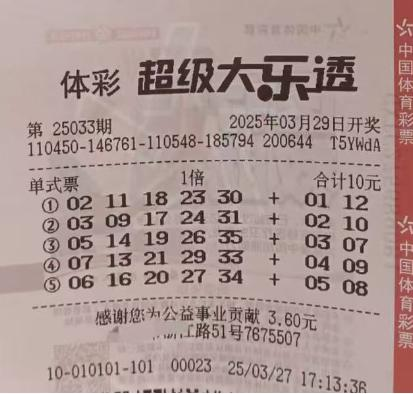 体彩 超级大乐透
第 25033期 2025年03月29日开奖
110450-146761-110548-185794 200644 T5YWdA
单式票 1倍 合计10元
① 02 11 18 23 30 + 01 12
② 03 09 17 24 31 + 02 10
③ 05 14 19 26 35 + 03 07
④ 07 13 21 29 33 + 04 09
⑤ 06 16 20 27 34 + 05 08
感谢您为公益事业贡献 3.60元
浙江路51号7675507
10-010101-101 00023 25/03/27 17:13:36
中国体育彩票
中国体育彩票